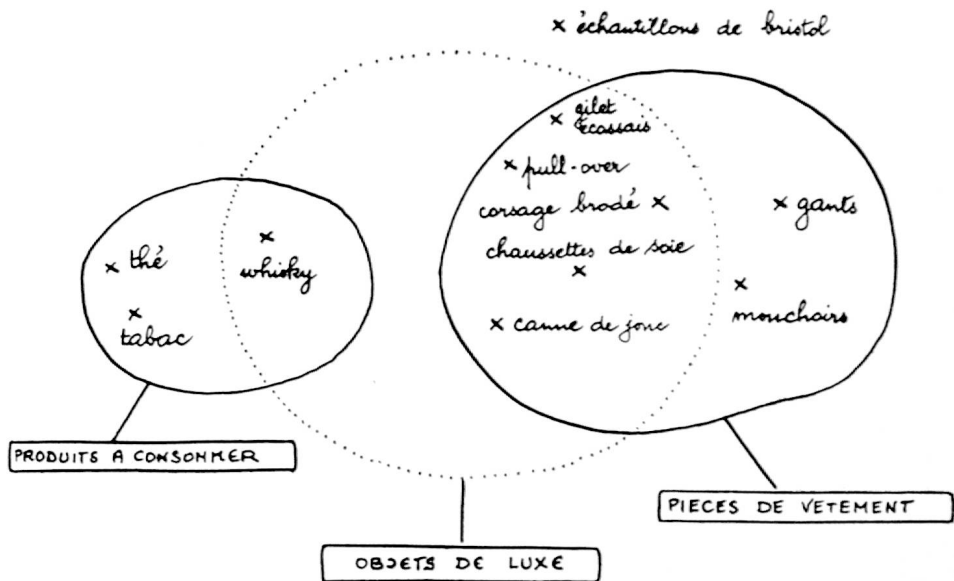 échantillons de bristol
gilet
écossais
pull-over
corsage brodé
gants
chaussettes de soie
thé
whisky
mouchoirs
tabac
canne de jonc
PRODUITS A CONSOMMER
PIECES DE VETEMENT
OBJETS DE LUXE